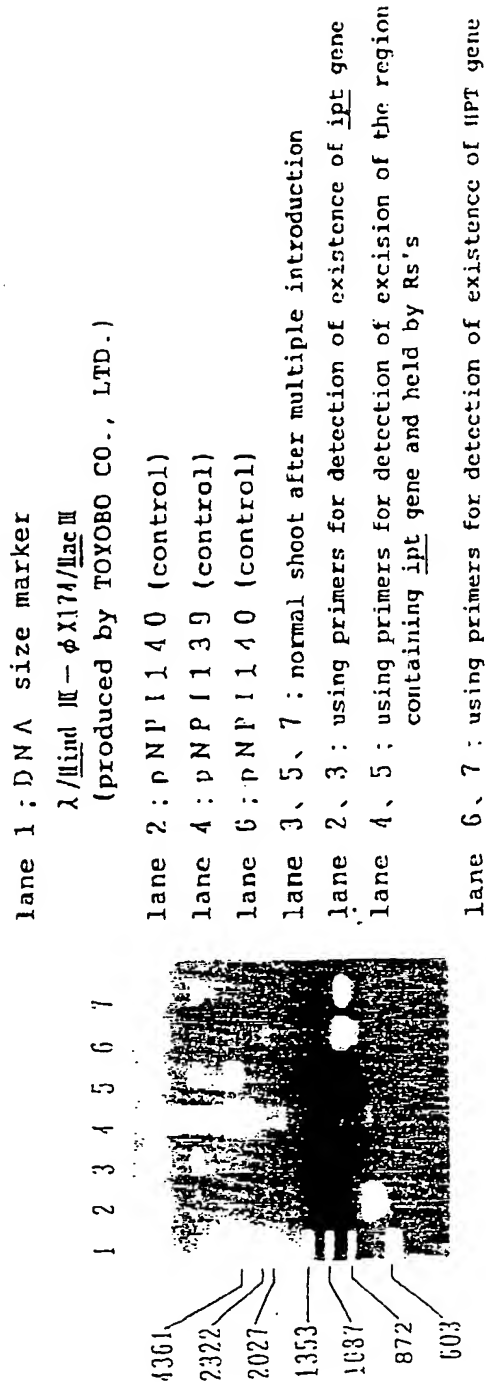 lane 1 ; DNA size marker
λ/Hind III - φX174/Hae III
(produced by TOYOBO CO., LTD.)
lane 2 ; pNPI140 (control)
lane 4 ; pNPI139 (control)
lane 6 ; pNPI140 (control)
lane 3、5、7 ; normal shoot after multiple introduction
lane 2、3 ; using primers for detection of existence of ipt gene
lane 4、5 ; using primers for detection of excision of the region
containing ipt gene and held by Rs's
lane 6、7 ; using primers for detection of existence of HPT gene
1 2 3 4 5 6 7
4361
2322
2027
1353
1087
872
603